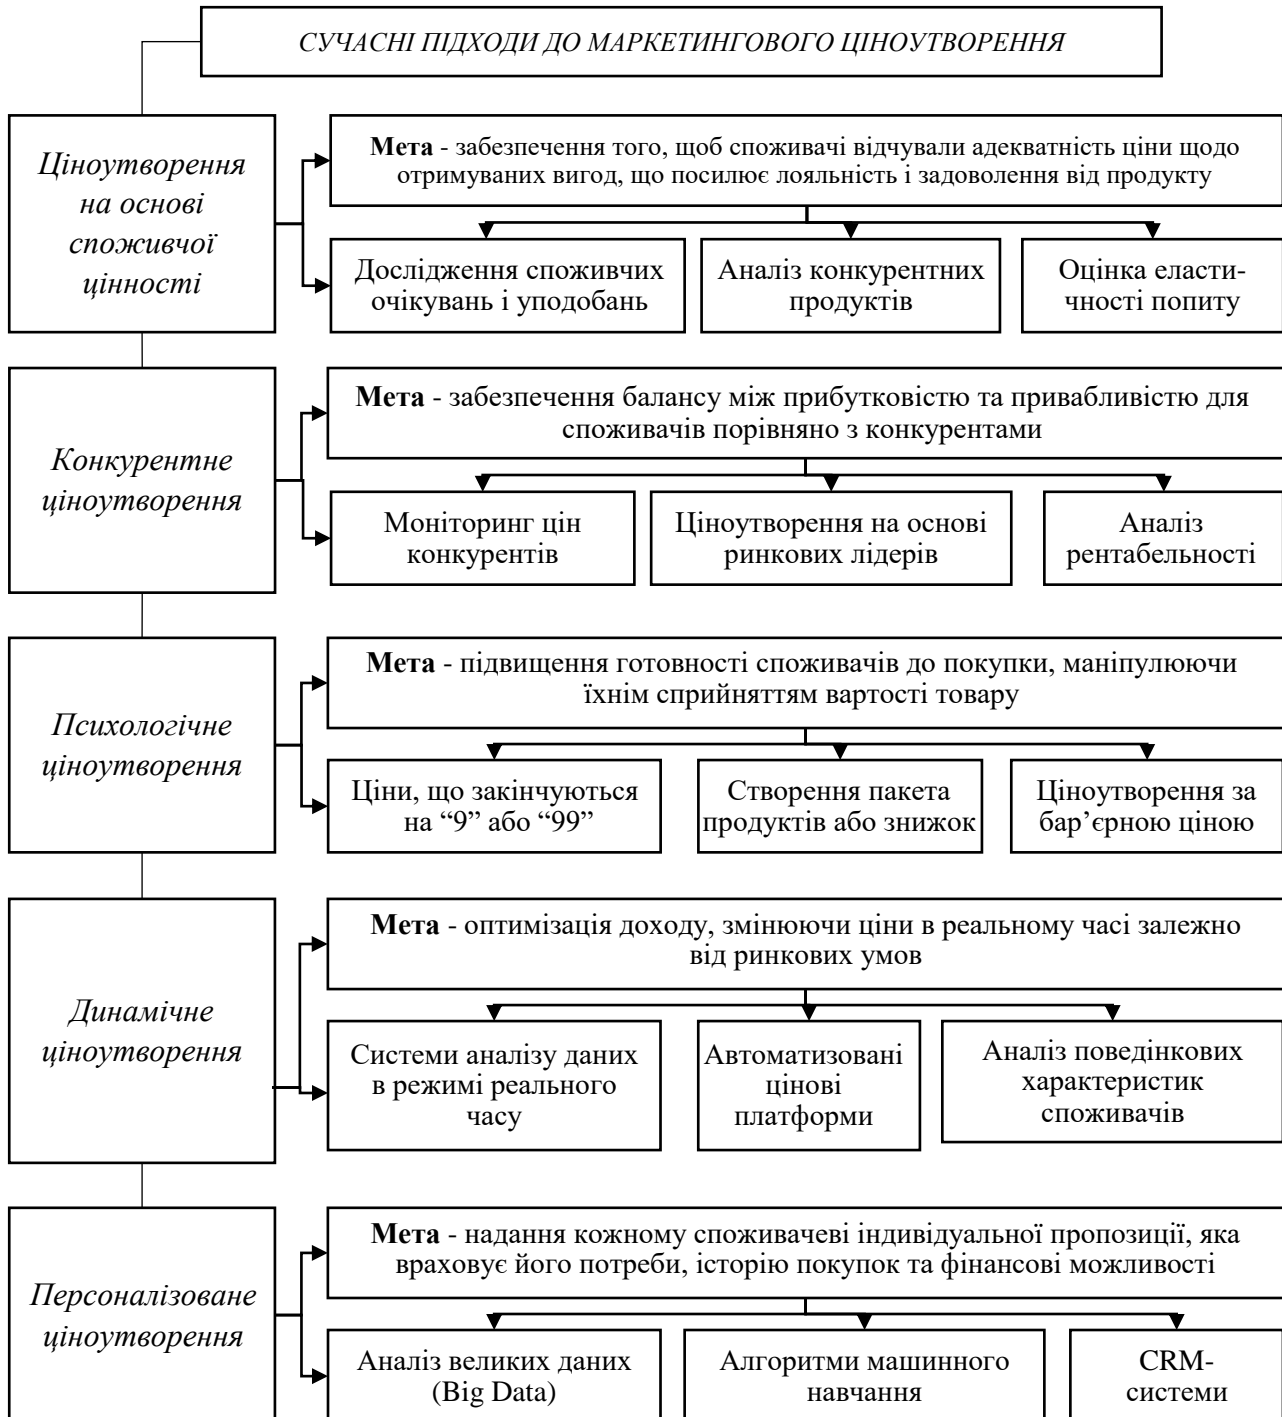 СУЧАСНІ ПІДХОДИ ДО МАРКЕТИНГОВОГО ЦІНОУТВОРЕННЯ
Ціноутворення
на основі
споживчої
цінності
Мета - забезпечення того, щоб споживачі відчували адекватність ціни щодо
отримуваних вигод, що посилює лояльність і задоволення від продукту
Дослідження споживчих
очікувань і уподобань
Аналіз конкурентних
продуктів
Оцінка еласти-
чності попиту
Конкурентне
ціноутворення
Мета - забезпечення балансу між прибутковістю та привабливістю для
споживачів порівняно з конкурентами
Моніторинг цін
конкурентів
Ціноутворення на основі
ринкових лідерів
Аналіз
рентабельності
Психологічне
ціноутворення
Мета - підвищення готовності споживачів до покупки, маніпулюючи
їхнім сприйняттям вартості товару
Ціни, що закінчуються
на “9” або “99”
Створення пакета
продуктів або знижок
Ціноутворення за
бар’єрною ціною
Динамічне
ціноутворення
Мета - оптимізація доходу, змінюючи ціни в реальному часі залежно
від ринкових умов
Системи аналізу даних
в режимі реального
часу
Автоматизовані
цінові
платформи
Аналіз поведінкових
характеристик
споживачів
Персоналізоване
ціноутворення
Мета - надання кожному споживачеві індивідуальної пропозиції, яка
враховує його потреби, історію покупок та фінансові можливості
Аналіз великих даних
(Big Data)
Алгоритми машинного
навчання
CRM-
системи